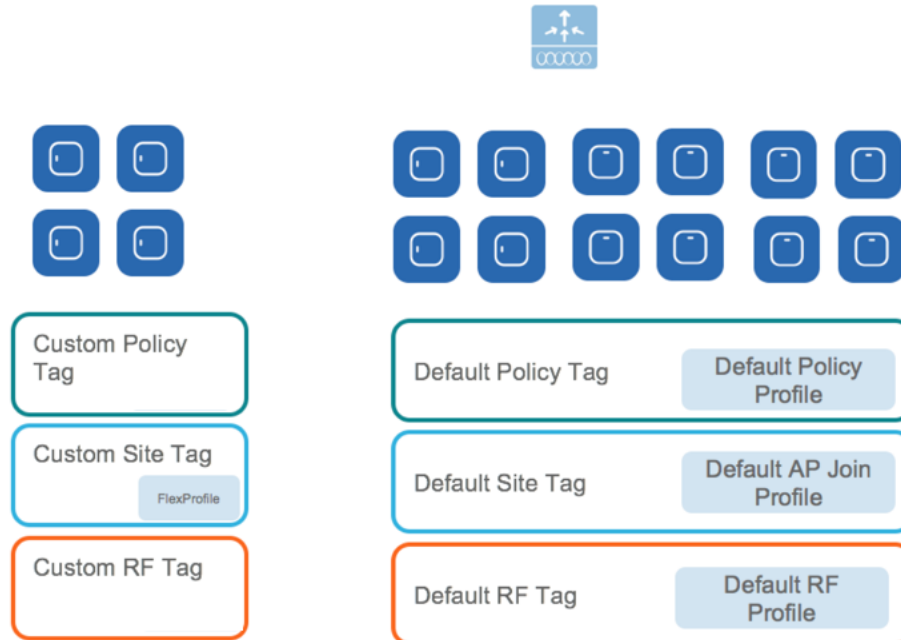 Custom Policy
Tag
Default Policy Tag
Default Policy
Profile
Custom Site Tag
FlexProfile
Default Site Tag
Default AP Join
Profile
Custom RF Tag
Default RF Tag
Default RF
Profile